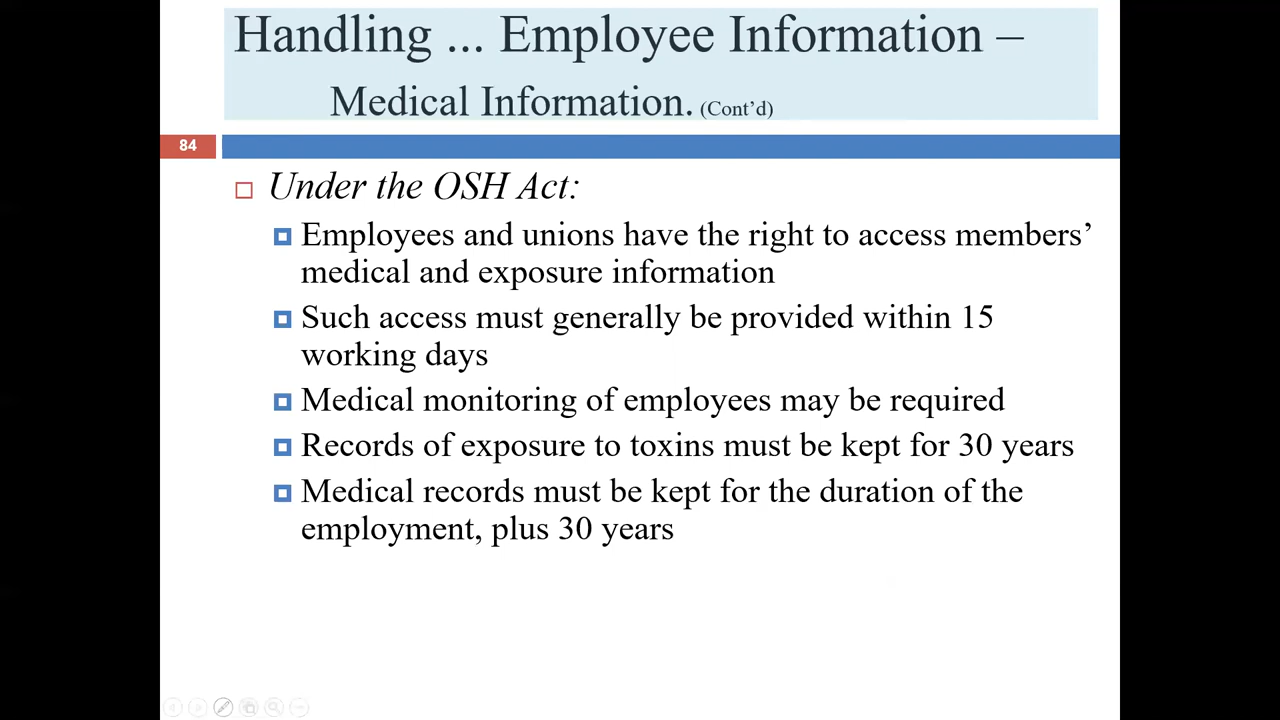 Handling ... Employee Information –
Medical Information. (Cont’d)
84
Under the OSH Act:
Employees and unions have the right to access members’
medical and exposure information
Such access must generally be provided within 15
working days
Medical monitoring of employees may be required
Records of exposure to toxins must be kept for 30 years
Medical records must be kept for the duration of the
employment, plus 30 years